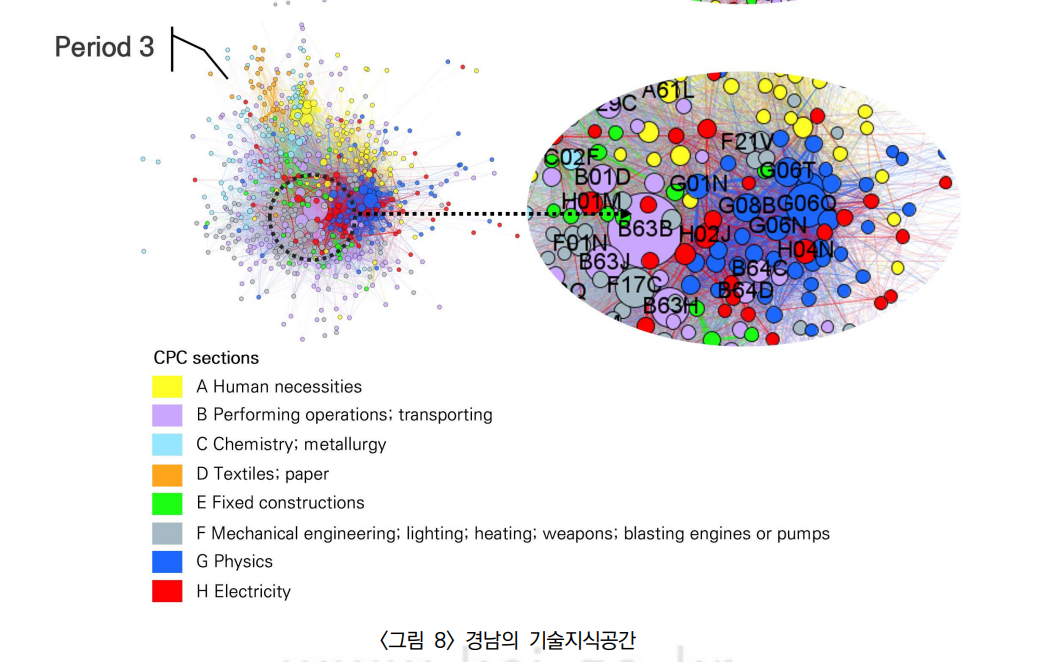 Period 3
A61L
F21V
C02F
G06T
B01D
G01N
H01M
G08B
G06Q
B63B
G06N
H02J
F01N
H04N
B63J
B64C
F17C
B64D
B63H
CPC sections
A Human necessities
B Performing operations; transporting
C Chemistry; metallurgy
D Textiles; paper
E Fixed constructions
F Mechanical engineering; lighting; heating; weapons; blasting engines or pumps
G Physics
H Electricity
<그림 8> 경남의 기술지식공간